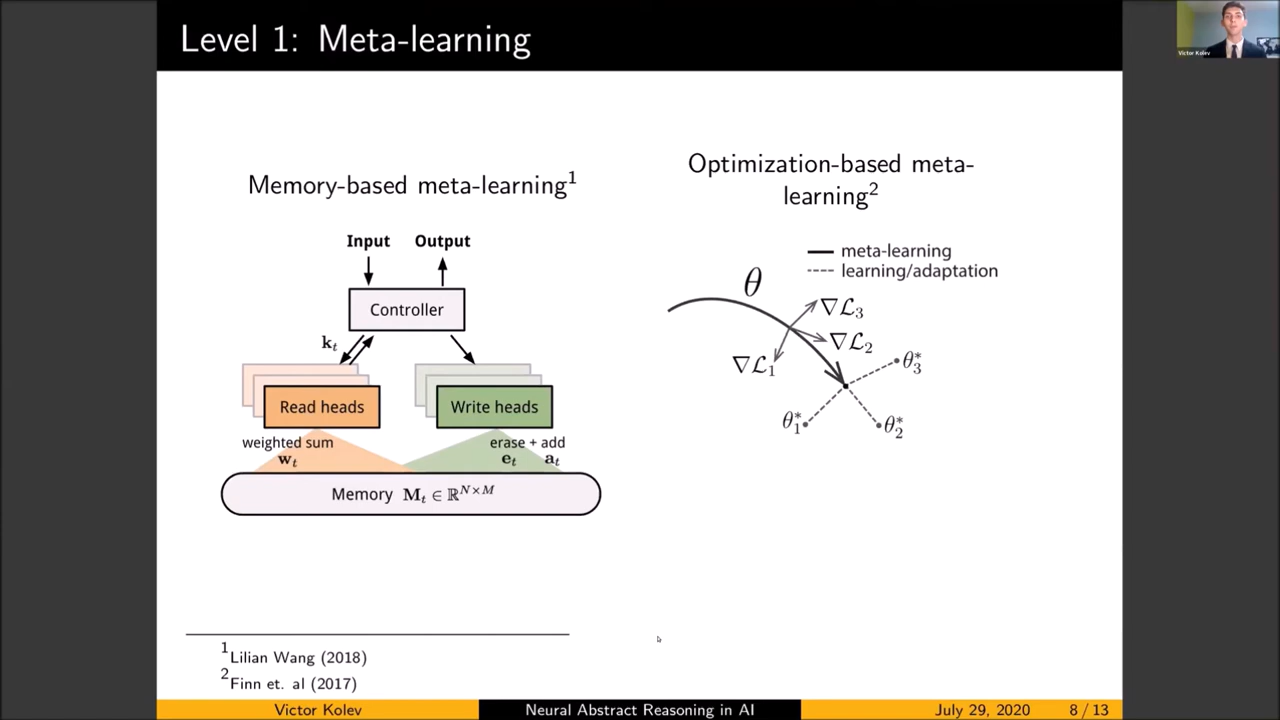 Level 1: Meta-learning
Victor Kolev
Memory-based meta-learning¹
Input Output
Controller
kₜ
Read heads
Write heads
weighted sum
wₜ
erase + add
eₜ aₜ
Memory Mₜ ∈ ℝᴺˣᴹ
Optimization-based meta-
learning²
meta-learning
learning/adaptation
θ
∇ℒ₃
∇ℒ₂
∇ℒ₁
θ₃*
θ₁*
θ₂*
¹Lilian Wang (2018)
²Finn et. al (2017)
Victor Kolev Neural Abstract Reasoning in AI July 29, 2020 8 / 13